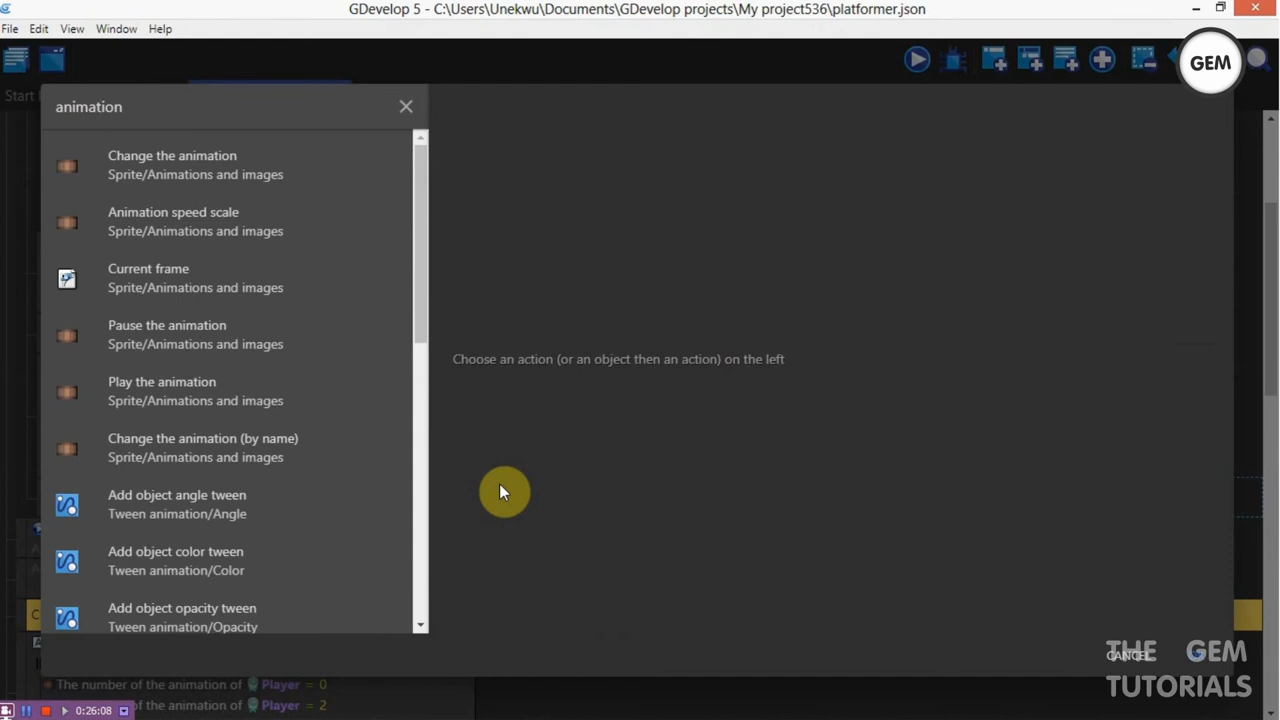 GDevelop 5 - C:\Users\Unekwu\Documents\GDevelop projects\My project536\platformer.json
File Edit View Window Help
GEM
Start
animation
Change the animation
Sprite/Animations and images
Animation speed scale
Sprite/Animations and images
Current frame
Sprite/Animations and images
Pause the animation
Sprite/Animations and images
Play the animation
Sprite/Animations and images
Change the animation (by name)
Sprite/Animations and images
Add object angle tween
Tween animation/Angle
Add object color tween
Tween animation/Color
Add object opacity tween
Tween animation/Opacity
Choose an action (or an object then an action) on the left
CANCEL
THE GEM
TUTORIALS
The number of the animation of Player = 0
of the animation of Player = 2
0:26:08